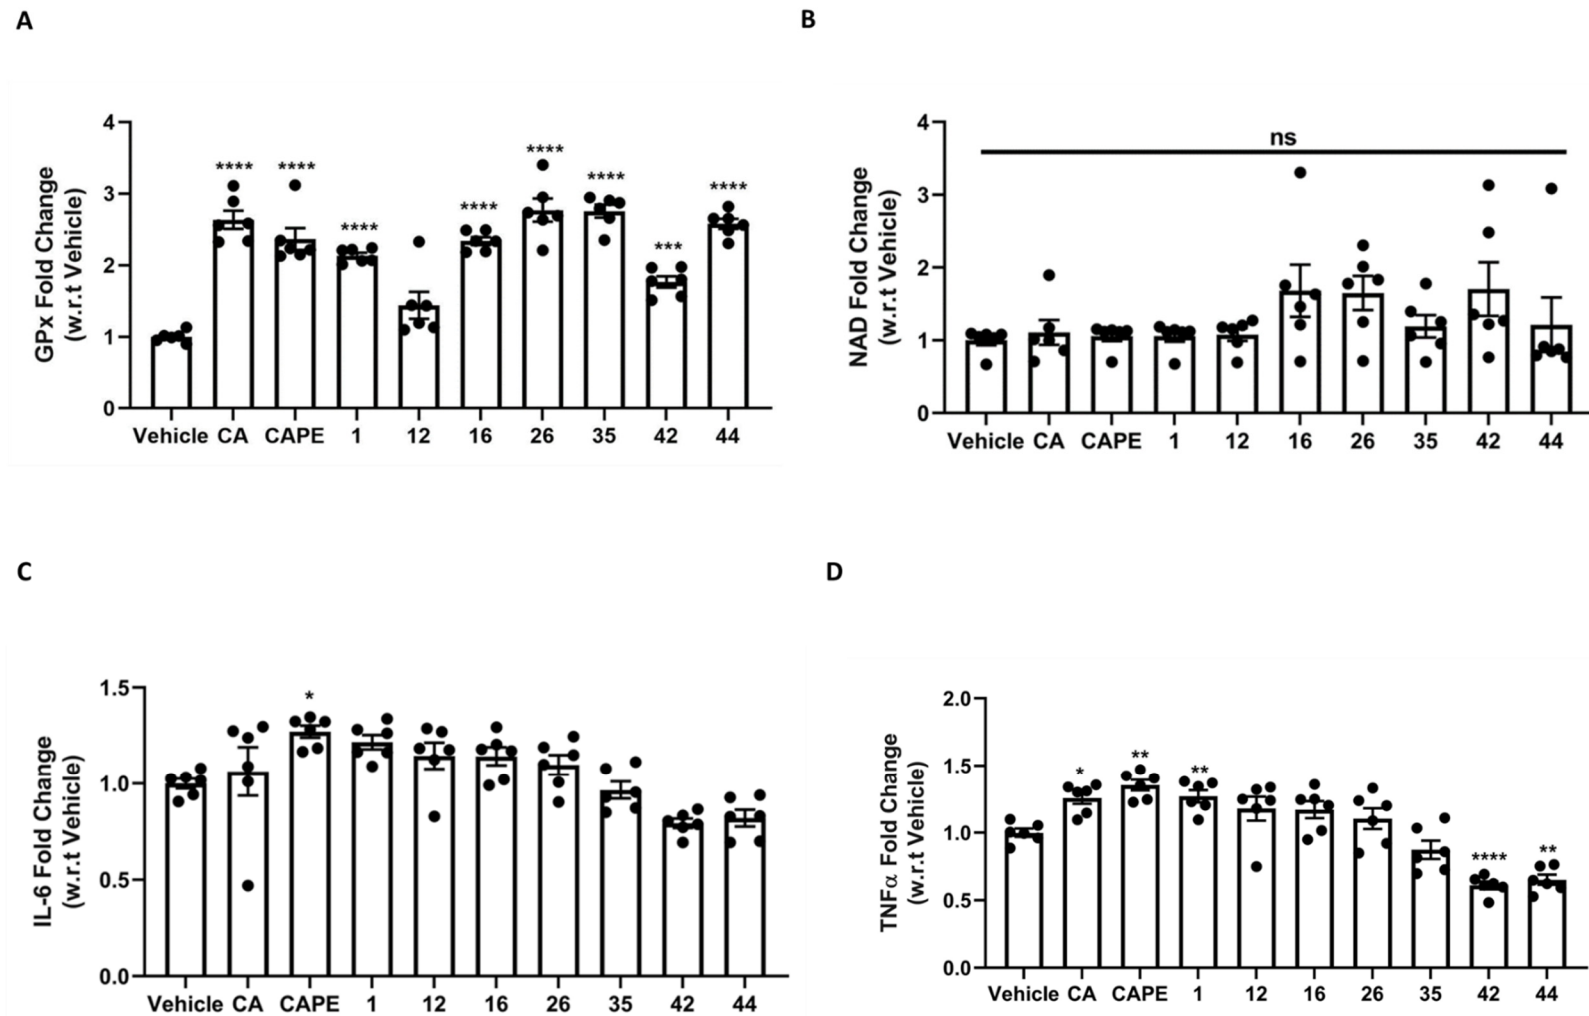 A
GPx Fold Change
(w.r.t Vehicle)
4
3
2
1
0
**** **** **** **** **** **** *** ****
Vehicle CA CAPE 1 12 16 26 35 42 44
B
NAD Fold Change
(w.r.t Vehicle)
4
3
2
1
0
ns
Vehicle CA CAPE 1 12 16 26 35 42 44
C
IL-6 Fold Change
(w.r.t Vehicle)
1.5
1.0
0.5
0.0
*
Vehicle CA CAPE 1 12 16 26 35 42 44
D
TNFα Fold Change
(w.r.t Vehicle)
2.0
1.5
1.0
0.5
0.0
* ** ** **** **
Vehicle CA CAPE 1 12 16 26 35 42 44